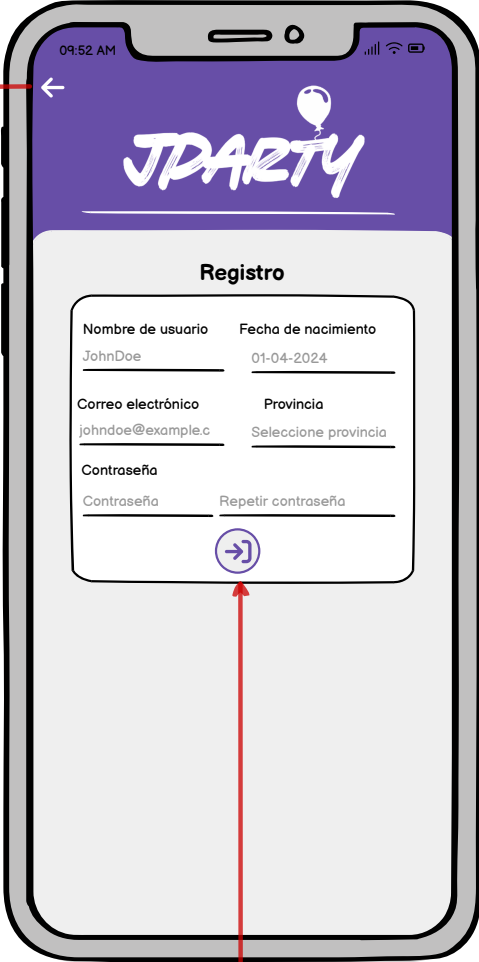 09:52 AM
JPARTY
Registro
Nombre de usuario Fecha de nacimiento
JohnDoe 01-04-2024
Correo electrónico Provincia
johndoe@example.c Seleccione provincia
Contraseña
Contraseña Repetir contraseña